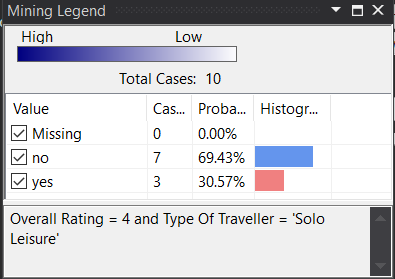 Mining Legend
High Low
Total Cases: 10
Value Cas... Proba... Histogr...
Missing 0 0.00%
no 7 69.43%
yes 3 30.57%
Overall Rating = 4 and Type Of Traveller = 'Solo
Leisure'